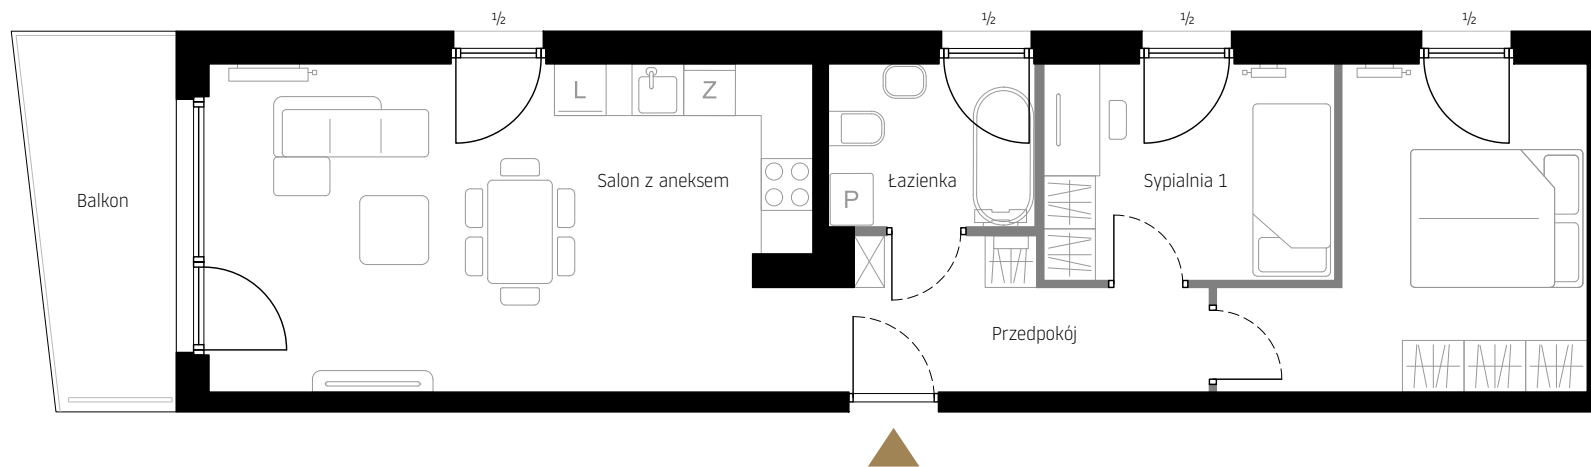 ½ ½ ½ ½
L Z
Salon z aneksem
Łazienka
Sypialnia 1
Balkon
P
Przedpokój